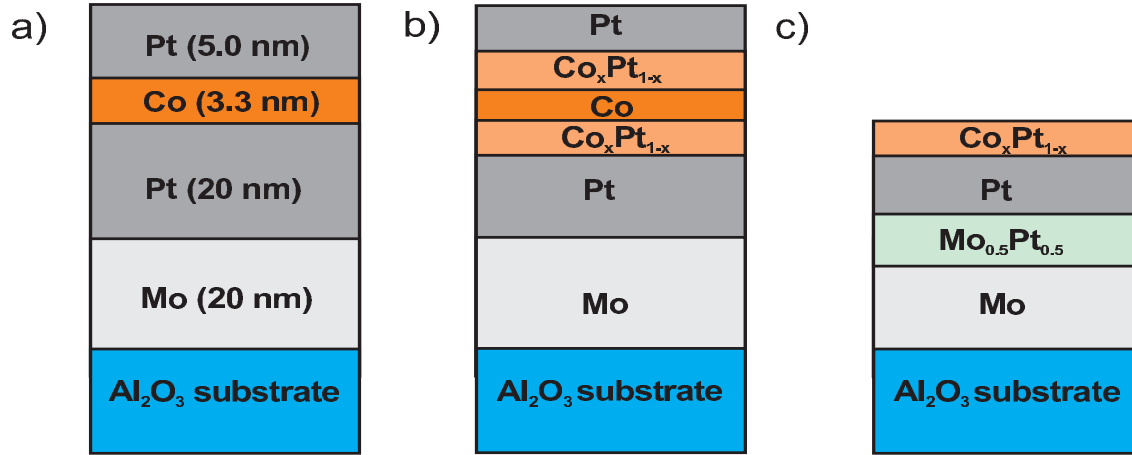 a)
Pt (5.0 nm)
Co (3.3 nm)
Pt (20 nm)
Mo (20 nm)
Al₂O₃ substrate
b)
Pt
CoₓPt₁₋ₓ
Co
CoₓPt₁₋ₓ
Pt
Mo
Al₂O₃ substrate
c)
CoₓPt₁₋ₓ
Pt
Mo₀.₅Pt₀.₅
Mo
Al₂O₃ substrate